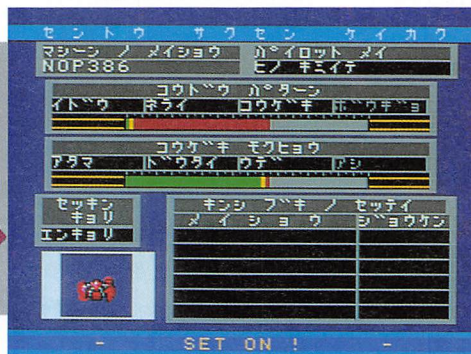 セントウ サクセン ケイカク
マシーン ノ メイショウ パイロット メイ
NOP386 ヒノ キミイテ
コウドウ パターン
イドウ ネライ コウゲキ ボウギョ
コウゲキ モクヒョウ
アタマ ドウタイ ウデ アシ
セッキン キョリ
エンキョリ
キンシ ブキ ノ セッテイ
メイショウ ジョウケン
- SET ON ! -